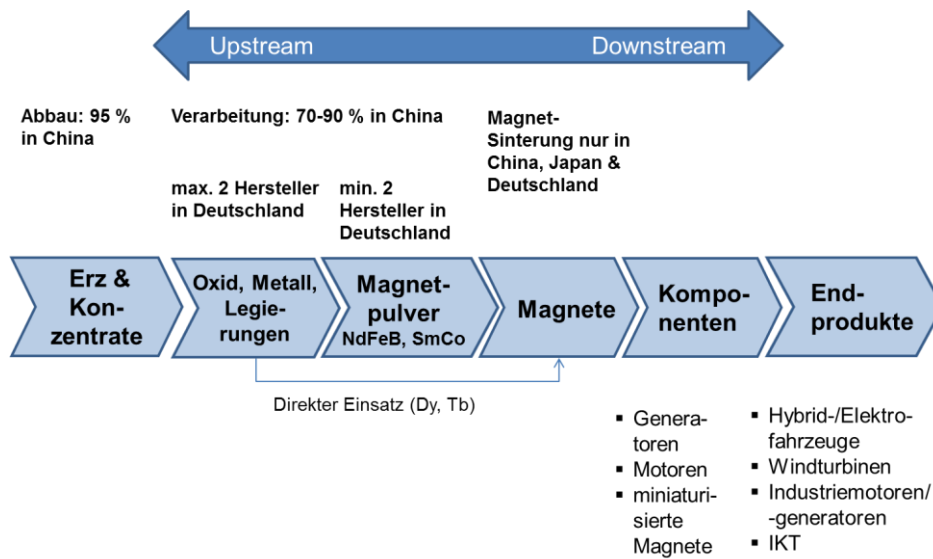 Upstream
Downstream
Abbau: 95 %
in China
Verarbeitung: 70-90 % in China
Magnet-
Sinterung nur in
China, Japan &
Deutschland
max. 2 Hersteller
in Deutschland
min. 2
Hersteller in
Deutschland
Erz &
Kon-
zentrate
Oxid, Metall,
Legie-
rungen
Magnet-
pulver
NdFeB, SmCo
Magnete
Kompo-
nenten
End-
produkte
Direkter Einsatz (Dy, Tb)
▪ Genera-
toren
▪ Motoren
▪ miniaturi-
sierte
Magnete
▪ Hybrid-/Elektro-
fahrzeuge
▪ Windturbinen
▪ Industriemotoren/
-generatoren
▪ IKT